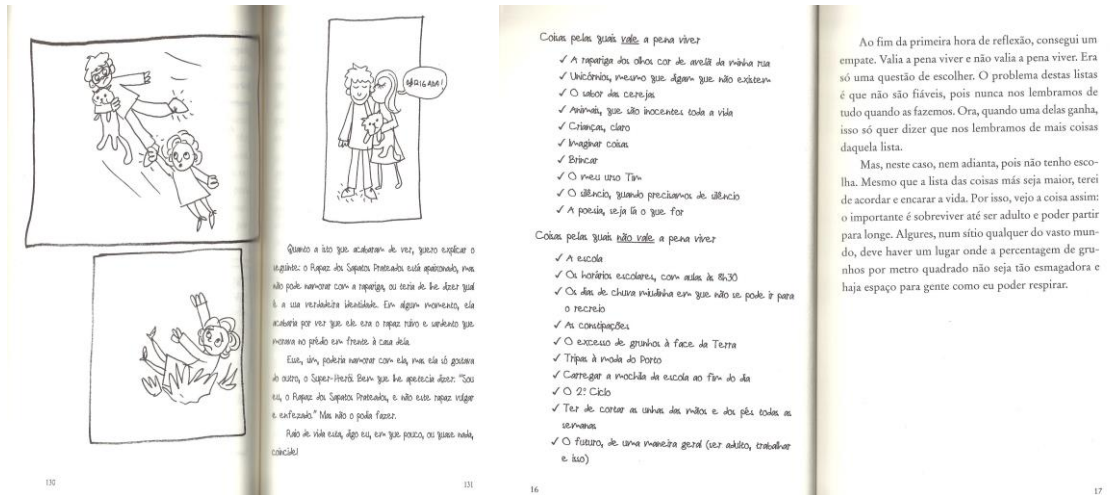 OBRIGADA!
Quanto a isto que acabaram de ver, quero explicar o
seguinte: o Rapaz dos Sapatos Prateados está apaixonado, mas
não pode namorar com a rapariga, ou teria de lhe dizer qual
é a sua verdadeira identidade. Em algum momento, ela
acabaria por ver que ele era o rapaz ruivo e sardento que
morava no prédio em frente à casa dela.
Esse, sim, poderia namorar com ela, mas ela só gostava
do outro, o Super-Herói. Bem que lhe apetecia dizer: "Sou
eu, o Rapaz dos Sapatos Prateados, e não este rapaz vulgar
e enfezado." Mas não o podia fazer.
Raio de vida esta, digo eu, em que pouco, ou quase nada,
coincide!
130
131
Coisas pelas quais vale a pena viver
✓ A rapariga dos olhos cor de avelã da minha rua
✓ Unicórnios, mesmo que digam que não existem
✓ O sabor das cerejas
✓ Animais, que são inocentes toda a vida
✓ Crianças, claro
✓ Imaginar coisas
✓ Brincar
✓ O meu urso Tim
✓ O silêncio, quando precisamos de silêncio
✓ A poesia, seja lá o que for
Coisas pelas quais não vale a pena viver
✓ A escola
✓ Os horários escolares, com aulas às 8h30
✓ Os dias de chuva miudinha em que não se pode ir para
o recreio
✓ As constipações
✓ O excesso de grunhos à face da Terra
✓ Tripas à moda do Porto
✓ Carregar a mochila da escola ao fim do dia
✓ O 2.º Ciclo
✓ Ter de cortar as unhas das mãos e dos pés todas as
semanas
✓ O futuro, de uma maneira geral (ser adulto, trabalhar
e isso)
16
Ao fim da primeira hora de reflexão, consegui um
empate. Valia a pena viver e não valia a pena viver. Era
só uma questão de escolher. O problema destas listas
é que não são fiáveis, pois nunca nos lembramos de
tudo quando as fazemos. Ora, quando uma delas ganha,
isso só quer dizer que nos lembramos de mais coisas
daquela lista.
Mas, neste caso, nem adianta, pois não tenho esco-
lha. Mesmo que a lista das coisas más seja maior, terei
de acordar e encarar a vida. Por isso, vejo a coisa assim:
o importante é sobreviver até ser adulto e poder partir
para longe. Algures, num sítio qualquer do vasto mun-
do, deve haver um lugar onde a percentagem de gru-
nhos por metro quadrado não seja tão esmagadora e
haja espaço para gente como eu poder respirar.
17